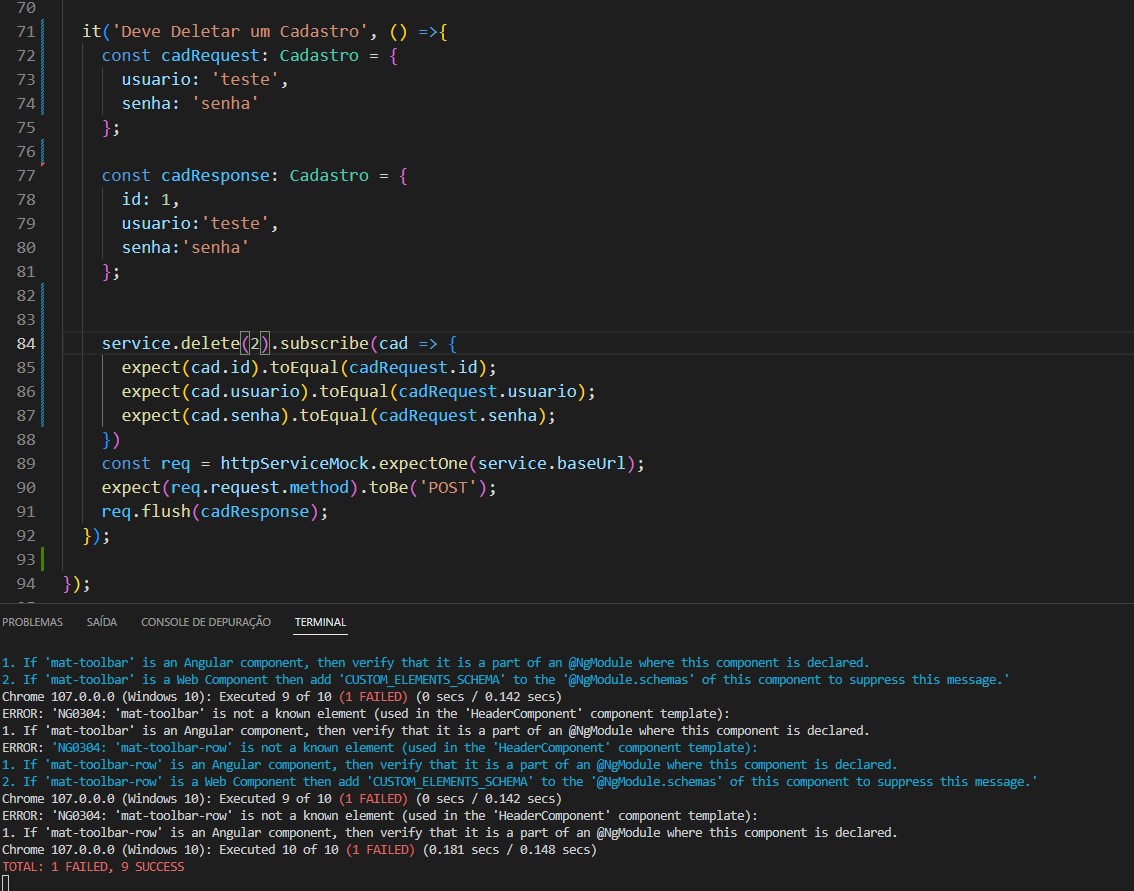 70
71 it('Deve Deletar um Cadastro', () =>{
72 const cadRequest: Cadastro = {
73 usuario: 'teste',
74 senha: 'senha'
75 };
76
77 const cadResponse: Cadastro = {
78 id: 1,
79 usuario:'teste',
80 senha:'senha'
81 };
82
83
84 service.delete(2).subscribe(cad => {
85 expect(cad.id).toEqual(cadRequest.id);
86 expect(cad.usuario).toEqual(cadRequest.usuario);
87 expect(cad.senha).toEqual(cadRequest.senha);
88 })
89 const req = httpServiceMock.expectOne(service.baseUrl);
90 expect(req.request.method).toBe('POST');
91 req.flush(cadResponse);
92 });
93
94 });
PROBLEMAS SAÍDA CONSOLE DE DEPURAÇÃO TERMINAL
1. If 'mat-toolbar' is an Angular component, then verify that it is a part of an @NgModule where this component is declared.
2. If 'mat-toolbar' is a Web Component then add 'CUSTOM_ELEMENTS_SCHEMA' to the '@NgModule.schemas' of this component to suppress this message.'
Chrome 107.0.0.0 (Windows 10): Executed 9 of 10 (1 FAILED) (0 secs / 0.142 secs)
ERROR: 'NG0304: 'mat-toolbar' is not a known element (used in the 'HeaderComponent' component template):
1. If 'mat-toolbar' is an Angular component, then verify that it is a part of an @NgModule where this component is declared.
ERROR: 'NG0304: 'mat-toolbar-row' is not a known element (used in the 'HeaderComponent' component template):
1. If 'mat-toolbar-row' is an Angular component, then verify that it is a part of an @NgModule where this component is declared.
2. If 'mat-toolbar-row' is a Web Component then add 'CUSTOM_ELEMENTS_SCHEMA' to the '@NgModule.schemas' of this component to suppress this message.'
Chrome 107.0.0.0 (Windows 10): Executed 9 of 10 (1 FAILED) (0 secs / 0.142 secs)
ERROR: 'NG0304: 'mat-toolbar-row' is not a known element (used in the 'HeaderComponent' component template):
1. If 'mat-toolbar-row' is an Angular component, then verify that it is a part of an @NgModule where this component is declared.
Chrome 107.0.0.0 (Windows 10): Executed 10 of 10 (1 FAILED) (0.181 secs / 0.148 secs)
TOTAL: 1 FAILED, 9 SUCCESS